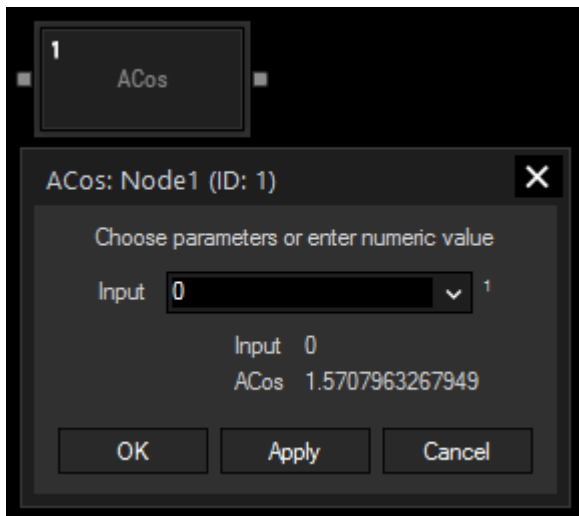 1
ACos
ACos: Node1 (ID: 1)
Choose parameters or enter numeric value
Input 0 1
Input 0
ACos 1.5707963267949
OK Apply Cancel